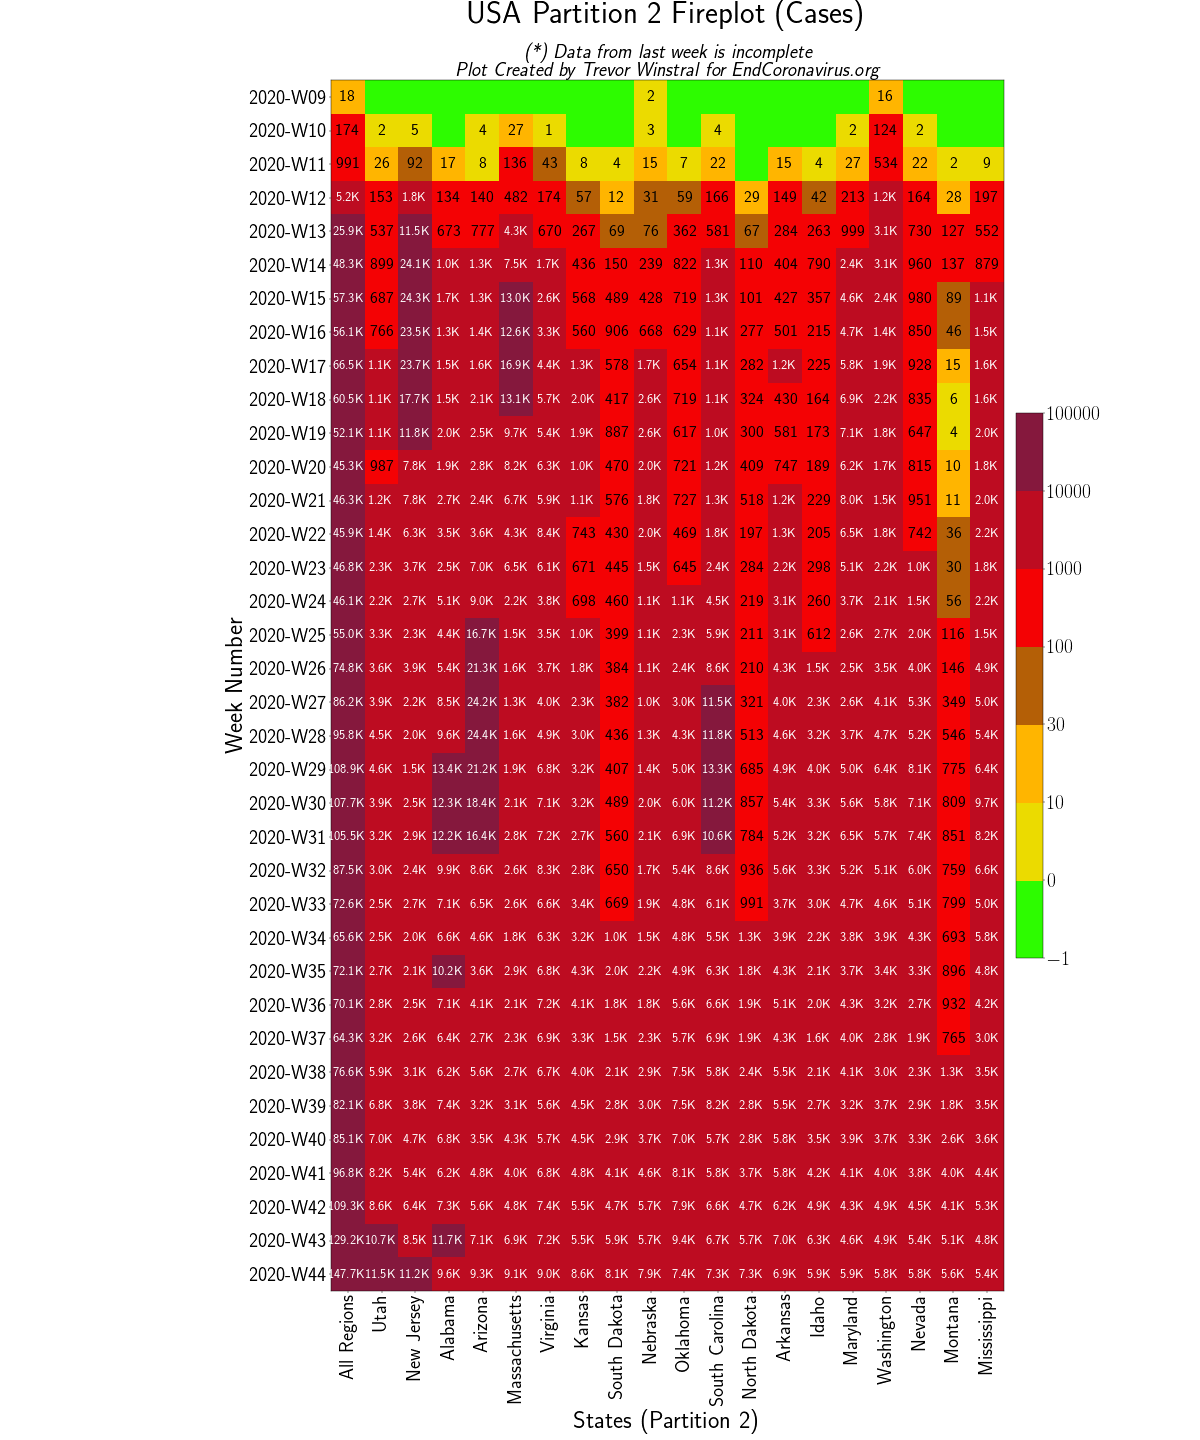 USA Partition 2 Fireplot (Cases)
(*) Data from last week is incomplete
Plot Created by Trevor Winstral for EndCoronavirus.org
2020-W09 18 2 16
2020-W10 174 2 5 4 27 1 3 4 2 124 2
2020-W11 991 26 92 17 8 136 43 8 4 15 7 22 15 4 27 534 22 2 9
2020-W12 5.2K 153 1.8K 134 140 482 174 57 12 31 59 166 29 149 42 213 1.2K 164 28 197
2020-W13 25.9K 537 11.5K 673 777 4.3K 670 267 69 76 362 581 67 284 263 999 3.1K 730 127 552
2020-W14 48.3K 899 24.1K 1.0K 1.3K 7.5K 1.7K 436 150 239 822 1.3K 110 404 790 2.4K 3.1K 960 137 879
2020-W15 57.3K 687 24.3K 1.7K 1.3K 13.0K 2.6K 568 489 428 719 1.3K 101 427 357 4.6K 2.4K 980 89 1.1K
2020-W16 56.1K 766 23.5K 1.3K 1.4K 12.6K 3.3K 560 906 668 629 1.1K 277 501 215 4.7K 1.4K 850 46 1.5K
2020-W17 66.5K 1.1K 23.7K 1.5K 1.6K 16.9K 4.4K 1.3K 578 1.7K 654 1.1K 282 1.2K 225 5.8K 1.9K 928 15 1.6K
2020-W18 60.5K 1.1K 17.7K 1.5K 2.1K 13.1K 5.7K 2.0K 417 2.6K 719 1.1K 324 430 164 6.9K 2.2K 835 6 1.6K
2020-W19 52.1K 1.1K 11.8K 2.0K 2.5K 9.7K 5.4K 1.9K 887 2.6K 617 1.0K 300 581 173 7.1K 1.8K 647 4 2.0K
2020-W20 45.3K 987 7.8K 1.9K 2.8K 8.2K 6.3K 1.0K 470 2.0K 721 1.2K 409 747 189 6.2K 1.7K 815 10 1.8K
2020-W21 46.3K 1.2K 7.8K 2.7K 2.4K 6.7K 5.9K 1.1K 576 1.8K 727 1.3K 518 1.2K 229 8.0K 1.5K 951 11 2.0K
2020-W22 45.9K 1.4K 6.3K 3.5K 3.6K 4.3K 8.4K 743 430 2.0K 469 1.8K 197 1.3K 205 6.5K 1.8K 742 36 2.2K
2020-W23 46.8K 2.3K 3.7K 2.5K 7.0K 6.5K 6.1K 671 445 1.5K 645 2.4K 284 2.2K 298 5.1K 2.2K 1.0K 30 1.8K
2020-W24 46.1K 2.2K 2.7K 5.1K 9.0K 2.2K 3.8K 698 460 1.1K 1.1K 4.5K 219 3.1K 260 3.7K 2.1K 1.5K 56 2.2K
2020-W25 55.0K 3.3K 2.3K 4.4K 16.7K 1.5K 3.5K 1.0K 399 1.1K 2.3K 5.9K 211 3.1K 612 2.6K 2.7K 2.0K 116 1.5K
2020-W26 74.8K 3.6K 3.9K 5.4K 21.3K 1.6K 3.7K 1.8K 384 1.1K 2.4K 8.6K 210 4.3K 1.5K 2.5K 3.5K 4.0K 146 4.9K
2020-W27 86.2K 3.9K 2.2K 8.5K 24.2K 1.3K 4.0K 2.3K 382 1.0K 3.0K 11.5K 321 4.0K 2.3K 2.6K 4.1K 5.3K 349 5.0K
2020-W28 95.8K 4.5K 2.0K 9.6K 24.4K 1.6K 4.9K 3.0K 436 1.3K 4.3K 11.8K 513 4.6K 3.2K 3.7K 4.7K 5.2K 546 5.4K
2020-W29 108.9K 4.6K 1.5K 13.4K 21.2K 1.9K 6.8K 3.2K 407 1.4K 5.0K 13.3K 685 4.9K 4.0K 5.0K 6.4K 8.1K 775 6.4K
2020-W30 107.7K 3.9K 2.5K 12.3K 18.4K 2.1K 7.1K 3.2K 489 2.0K 6.0K 11.2K 857 5.4K 3.3K 5.6K 5.8K 7.1K 809 9.7K
2020-W31 105.5K 3.2K 2.9K 12.2K 16.4K 2.8K 7.2K 2.7K 560 2.1K 6.9K 10.6K 784 5.2K 3.2K 6.5K 5.7K 7.4K 851 8.2K
2020-W32 87.5K 3.0K 2.4K 9.9K 8.6K 2.6K 8.3K 2.8K 650 1.7K 5.4K 8.6K 936 5.6K 3.3K 5.2K 5.1K 6.0K 759 6.6K
2020-W33 72.6K 2.5K 2.7K 7.1K 6.5K 2.6K 6.6K 3.4K 669 1.9K 4.8K 6.1K 991 3.7K 3.0K 4.7K 4.6K 5.1K 799 5.0K
2020-W34 65.6K 2.5K 2.0K 6.6K 4.6K 1.8K 6.3K 3.2K 1.0K 1.5K 4.8K 5.5K 1.3K 3.9K 2.2K 3.8K 3.9K 4.3K 693 5.8K
2020-W35 72.1K 2.7K 2.1K 10.2K 3.6K 2.9K 6.8K 4.3K 2.0K 2.2K 4.9K 6.3K 1.8K 4.3K 2.1K 3.7K 3.4K 3.3K 896 4.8K
2020-W36 70.1K 2.8K 2.5K 7.1K 4.1K 2.1K 7.2K 4.1K 1.8K 1.8K 5.6K 6.6K 1.9K 5.1K 2.0K 4.3K 3.2K 2.7K 932 4.2K
2020-W37 64.3K 3.2K 2.6K 6.4K 2.7K 2.3K 6.9K 3.3K 1.5K 2.3K 5.7K 6.9K 1.9K 4.3K 1.6K 4.0K 2.8K 1.9K 765 3.0K
2020-W38 76.6K 5.9K 3.1K 6.2K 5.6K 2.7K 6.7K 4.0K 2.1K 2.9K 7.5K 5.8K 2.4K 5.5K 2.1K 4.1K 3.0K 2.3K 1.3K 3.5K
2020-W39 82.1K 6.8K 3.8K 7.4K 3.2K 3.1K 5.6K 4.5K 2.8K 3.0K 7.5K 8.2K 2.8K 5.5K 2.7K 3.2K 3.7K 2.9K 1.8K 3.5K
2020-W40 85.1K 7.0K 4.7K 6.8K 3.5K 4.3K 5.7K 4.5K 2.9K 3.7K 7.0K 5.7K 2.8K 5.8K 3.5K 3.9K 3.7K 3.3K 2.6K 3.6K
2020-W41 96.8K 8.2K 5.4K 6.2K 4.8K 4.0K 6.8K 4.8K 4.1K 4.6K 8.1K 5.8K 3.7K 5.8K 4.2K 4.1K 4.0K 3.8K 4.0K 4.4K
2020-W42 109.3K 8.6K 6.4K 7.3K 5.6K 4.8K 7.4K 5.5K 4.7K 5.7K 7.9K 6.6K 4.7K 6.2K 4.9K 4.3K 4.9K 4.5K 4.1K 5.3K
2020-W43 129.2K 10.7K 8.5K 11.7K 7.1K 6.9K 7.2K 5.5K 5.9K 5.7K 9.4K 6.7K 5.7K 7.0K 6.3K 4.6K 4.9K 5.4K 5.1K 4.8K
2020-W44 147.7K 11.5K 11.2K 9.6K 9.3K 9.1K 9.0K 8.6K 8.1K 7.9K 7.4K 7.3K 7.3K 6.9K 5.9K 5.9K 5.8K 5.8K 5.6K 5.4K
Week Number
All Regions
Utah
New Jersey
Alabama
Arizona
Massachusetts
Virginia
Kansas
South Dakota
Nebraska
Oklahoma
South Carolina
North Dakota
Arkansas
Idaho
Maryland
Washington
Nevada
Montana
Mississippi
States (Partition 2)
100000
10000
1000
100
30
10
0
−1